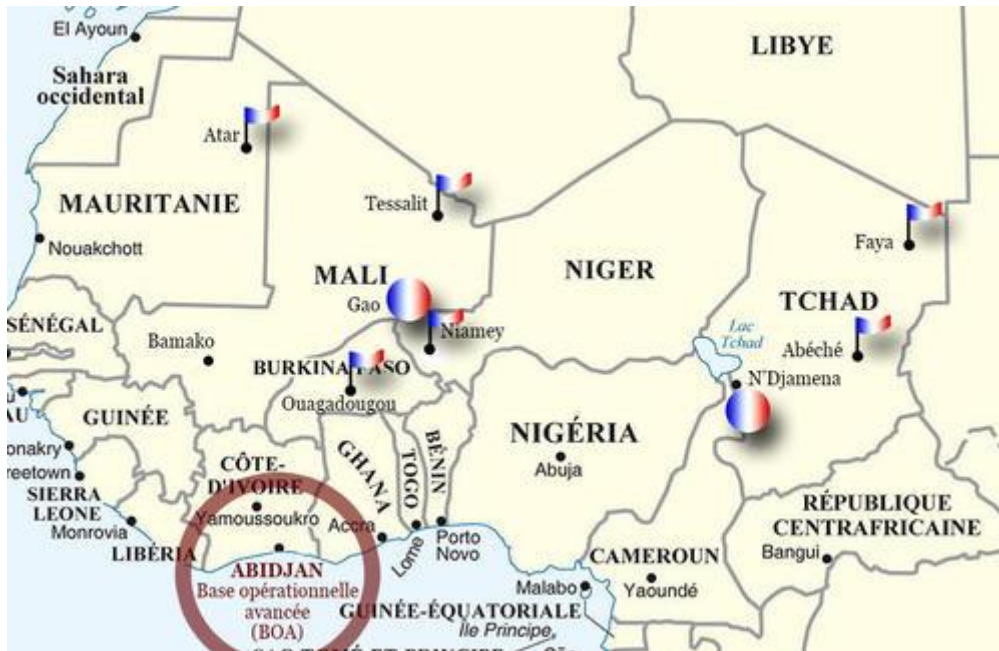 El Ayoun
Sahara
occidental
LIBYE
Atar
Tessalit
MAURITANIE
Nouakchott
Faya
MALI
Gao
NIGER
TCHAD
SÉNÉGAL
Bamako
Niamey
Lac
Tchad
Abéché
BURKINA FASO
N'Djamena
Ouagadougou
GUINÉE
AU
NIGÉRIA
Abuja
BÉNIN
GHANA
TOGO
CÔTE-
D'IVOIRE
onakry
reetown
SIERRA
LEONE
Monrovia
LIBÉRIA
Yamoussoukro
Accra
Lomé
Porto
Novo
RÉPUBLIQUE
CENTRAFRICAINE
Bangui
CAMEROUN
Yaoundé
Malabo
ABIDJAN
Base opérationnelle
avancée
(BOA)
GUINÉE-ÉQUATORIALE
Île Principe,